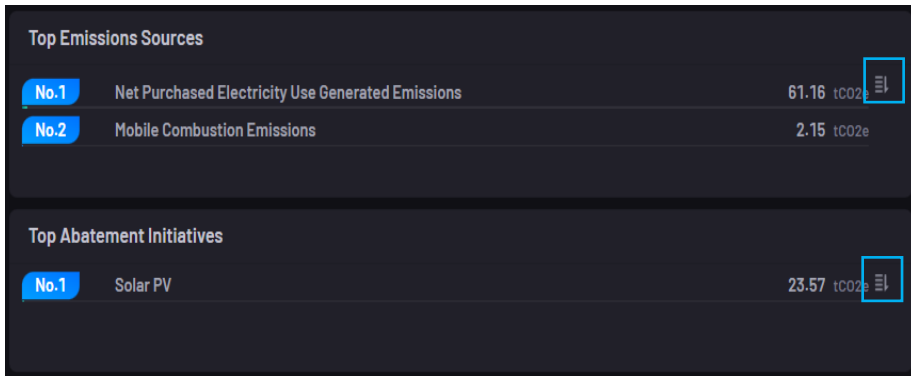 Top Emissions Sources
No.1 Net Purchased Electricity Use Generated Emissions 61.16 tCO2e
No.2 Mobile Combustion Emissions 2.15 tCO2e
Top Abatement Initiatives
No.1 Solar PV 23.57 tCO2e